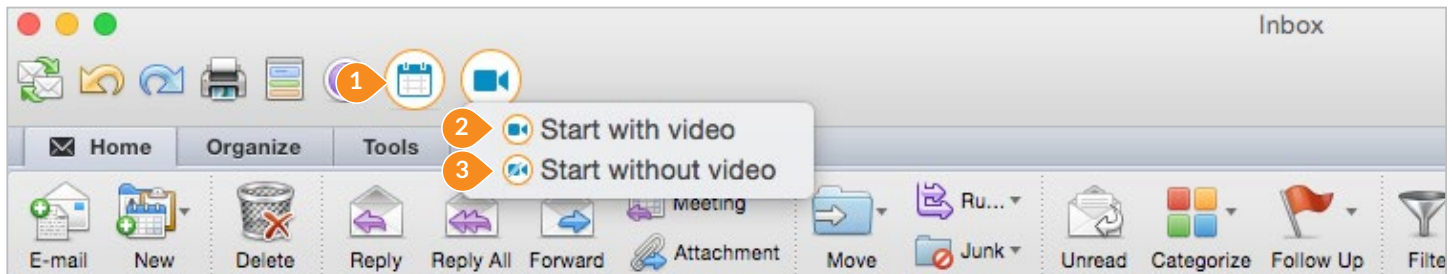 Inbox
1
2 Start with video
Home Organize Tools
3 Start without video
Meeting Ru...
E-mail New Delete Reply Reply All Forward Attachment Move Junk Unread Categorize Follow Up Filte